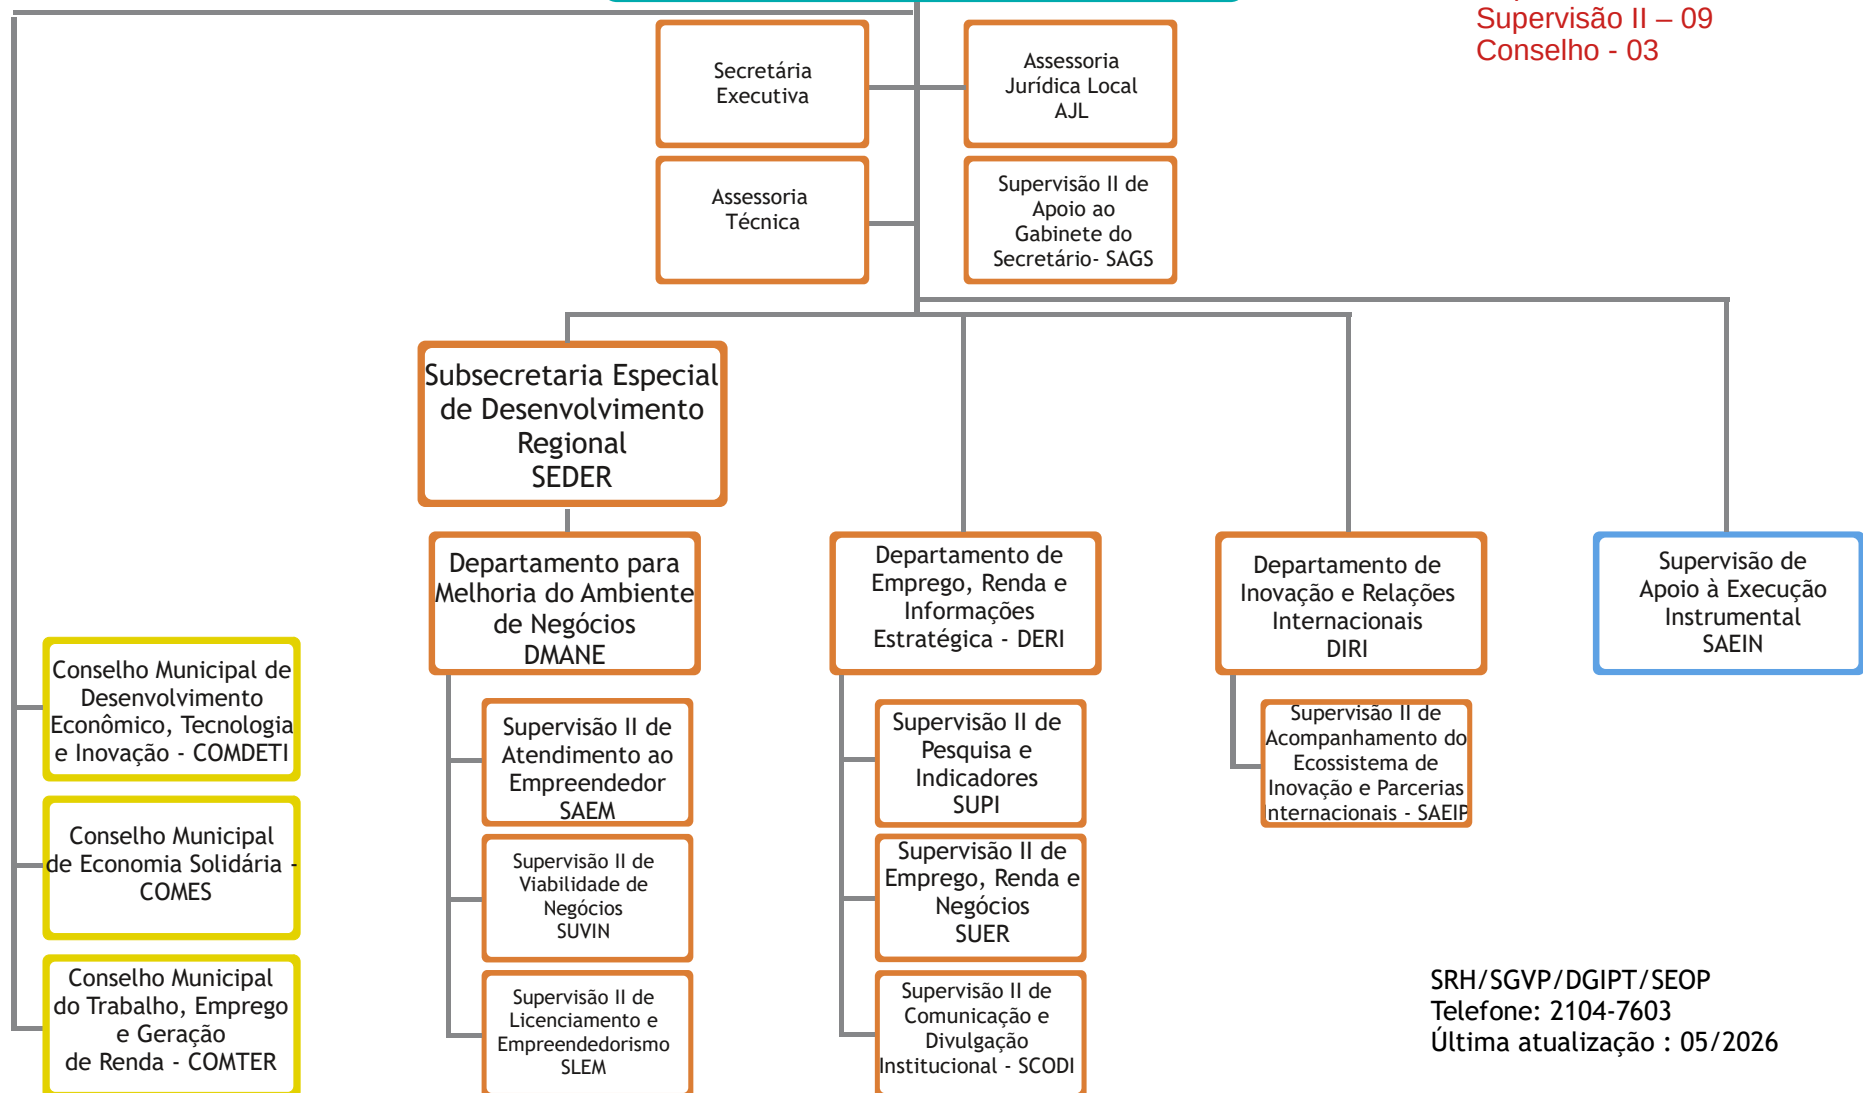 Supervisão II – 09
Conselho - 03
Secretária
Executiva
Assessoria
Jurídica Local
AJL
Assessoria
Técnica
Supervisão II de
Apoio ao
Gabinete do
Secretário- SAGS
Subsecretaria Especial
de Desenvolvimento
Regional
SEDER
Departamento para
Melhoria do Ambiente
de Negócios
DMANE
Departamento de
Emprego, Renda e
Informações
Estratégica - DERI
Departamento de
Inovação e Relações
Internacionais
DIRI
Supervisão de
Apoio à Execução
Instrumental
SAEIN
Conselho Municipal de
Desenvolvimento
Econômico, Tecnologia
e Inovação - COMDETI
Conselho Municipal
de Economia Solidária -
COMES
Conselho Municipal
do Trabalho, Emprego
e Geração
de Renda - COMTER
Supervisão II de
Atendimento ao
Empreendedor
SAEM
Supervisão II de
Viabilidade de
Negócios
SUVIN
Supervisão II de
Licenciamento e
Empreendedorismo
SLEM
Supervisão II de
Pesquisa e
Indicadores
SUPI
Supervisão II de
Emprego, Renda e
Negócios
SUER
Supervisão II de
Comunicação e
Divulgação
Institucional - SCODI
Supervisão II de
Acompanhamento do
Ecossistema de
Inovação e Parcerias
Internacionais - SAEIP
SRH/SGVP/DGIPT/SEOP
Telefone: 2104-7603
Última atualização : 05/2026